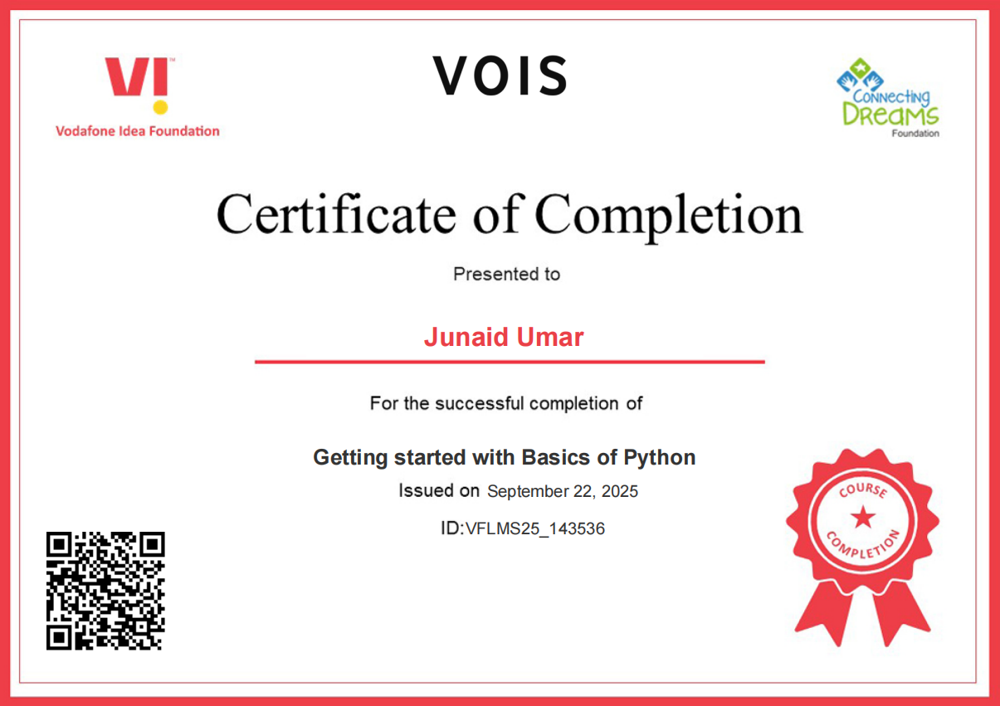 VI™
Vodafone Idea Foundation
VOIS
Connecting
Dreams
Foundation
Certificate of Completion
Presented to
Junaid Umar
For the successful completion of
Getting started with Basics of Python
Issued on September 22, 2025
ID:VFLMS25_143536
COURSE
COMPLETION